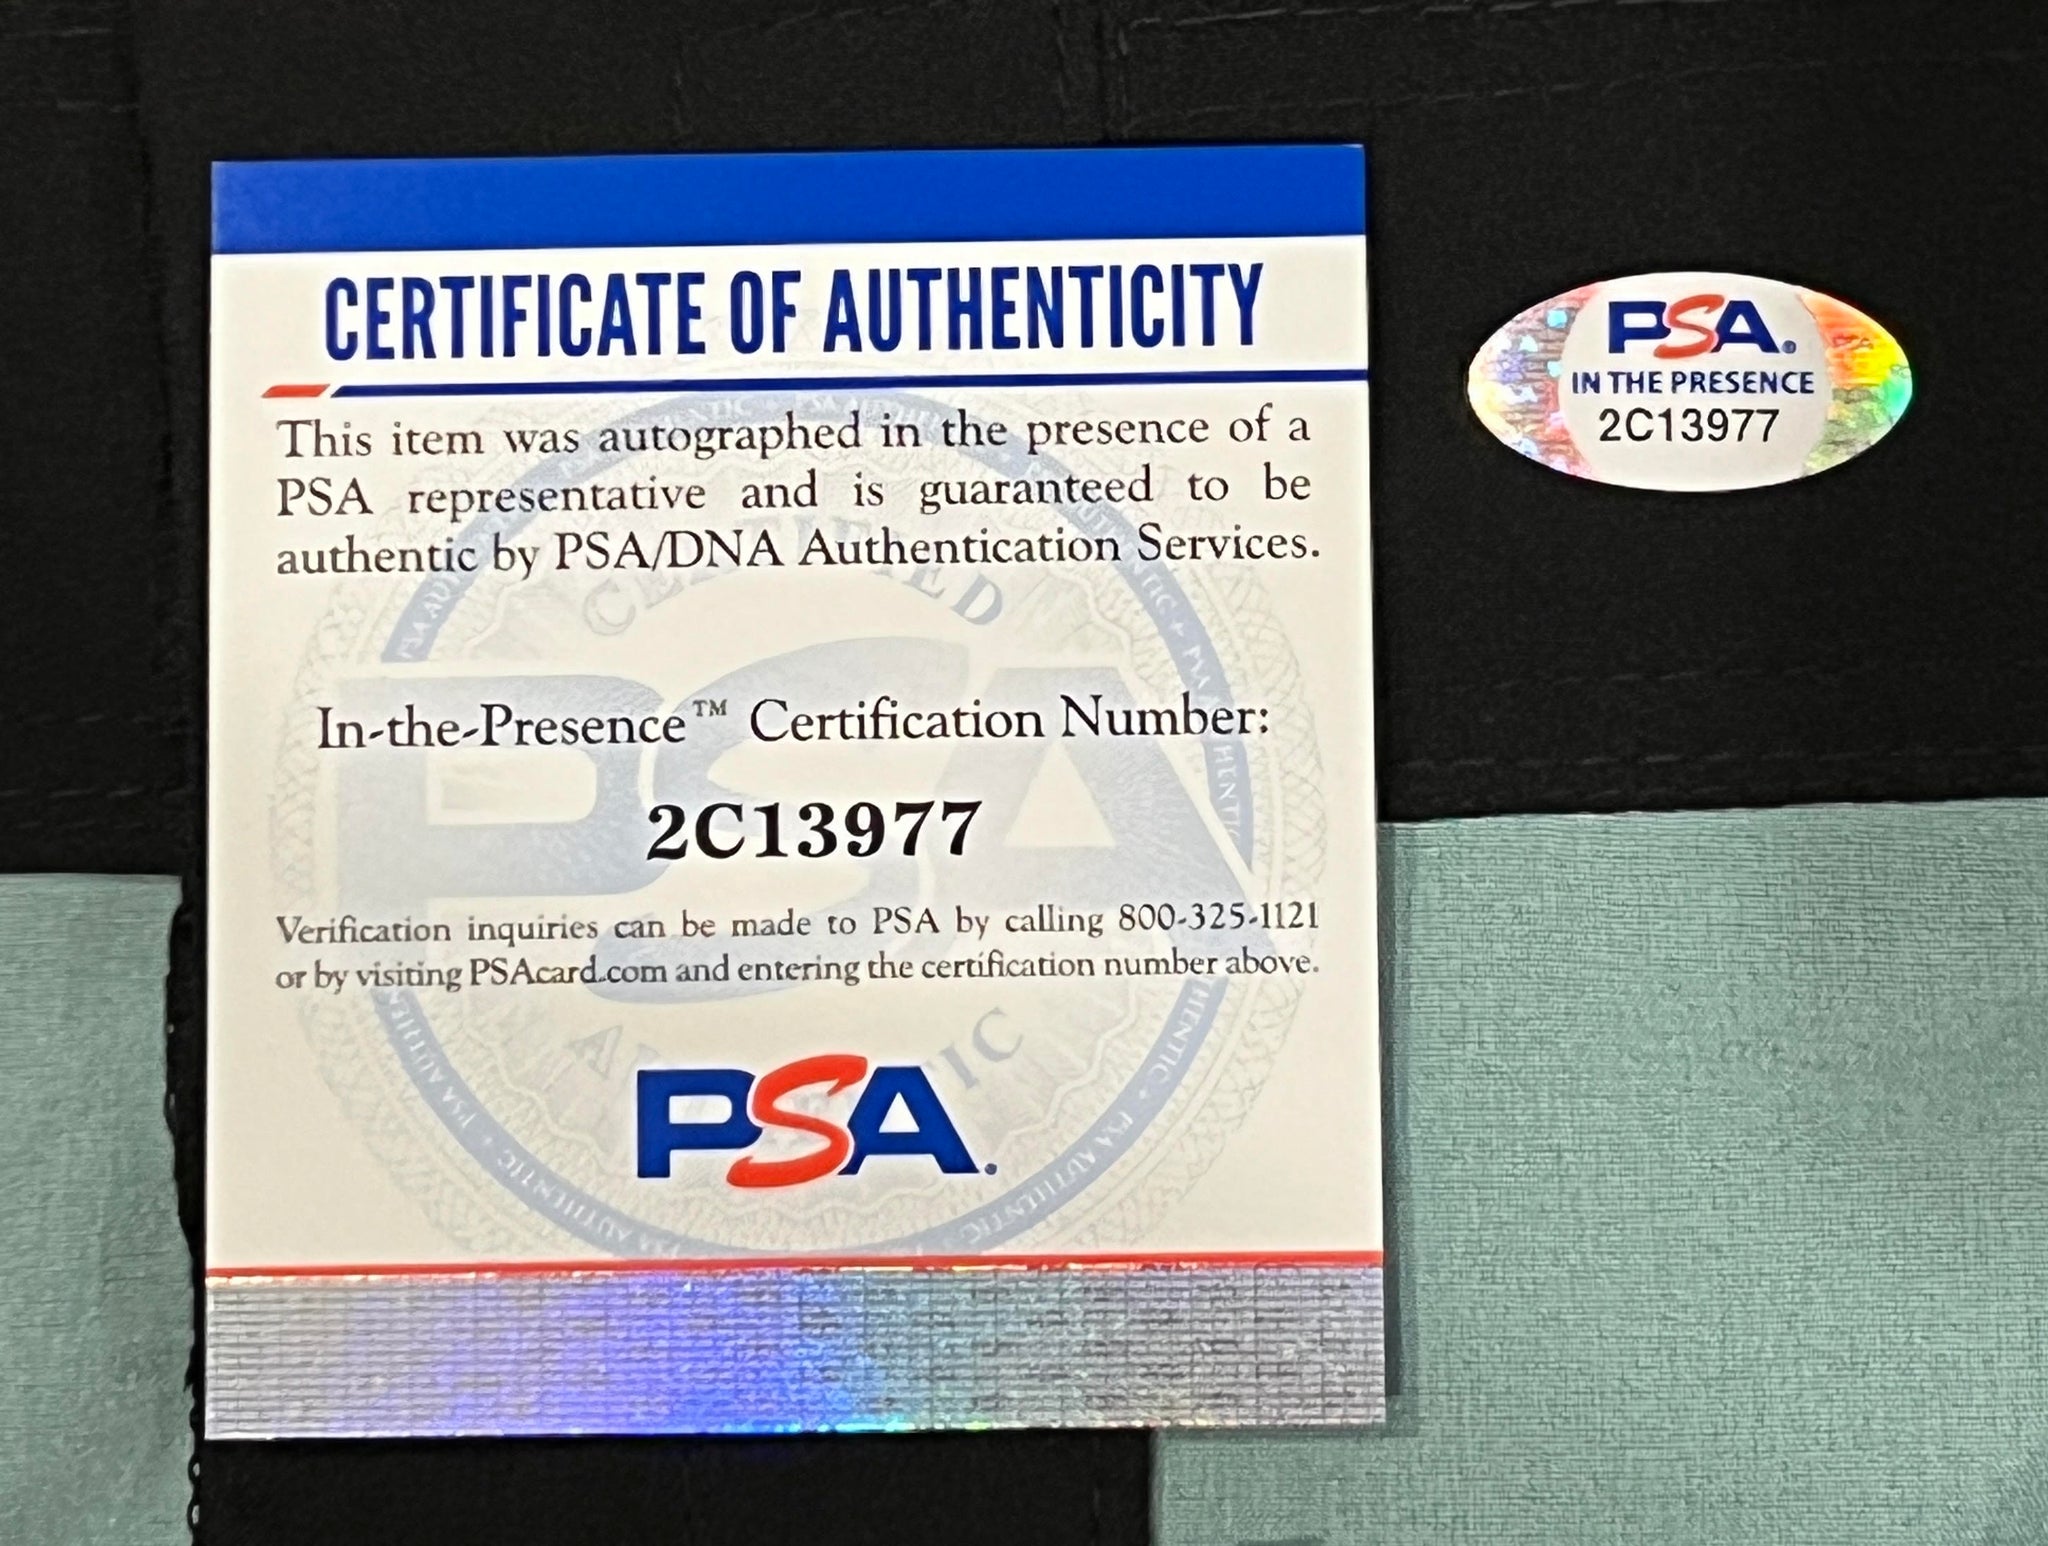 CERTIFICATE OF AUTHENTICITY
This item was autographed in the presence of a
PSA representative and is guaranteed to be
authentic by PSA/DNA Authentication Services.
CERTIFIED
In-the-Presence™ Certification Number:
2C13977
Verification inquiries can be made to PSA by calling 800-325-1121
or by visiting PSAcard.com and entering the certification number above.
PSA®
PSA®
IN THE PRESENCE
2C13977